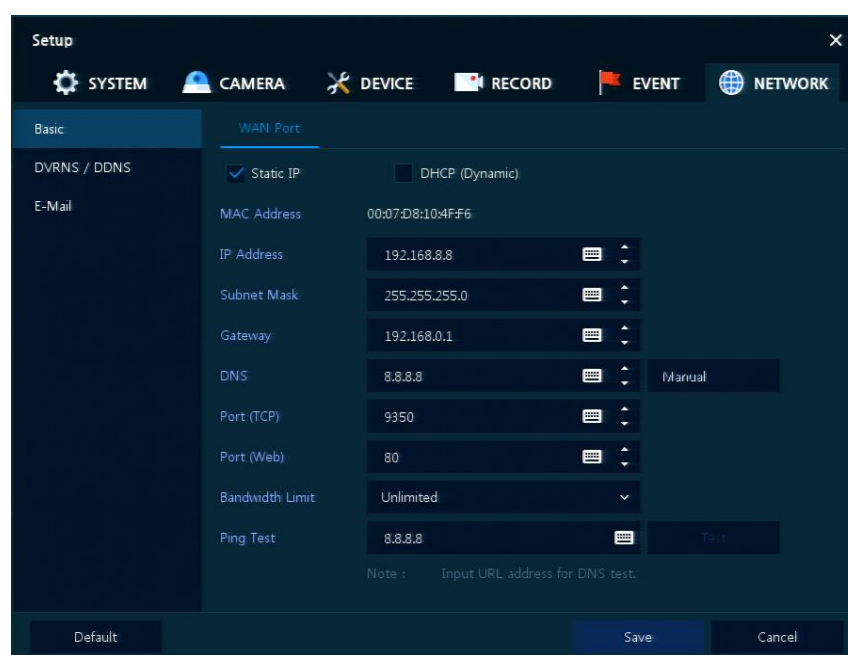 Setup
SYSTEM CAMERA DEVICE RECORD EVENT NETWORK
Basic WAN Port
DVRNS / DDNS Static IP DHCP (Dynamic)
E-Mail MAC Address 00:07:D8:10:4F:F6
IP Address 192.168.8.8
Subnet Mask 255.255.255.0
Gateway 192.168.0.1
DNS 8.8.8.8 Manual
Port (TCP) 9350
Port (Web) 80
Bandwidth Limit Unlimited
Ping Test 8.8.8.8 Test
Note : Input URL address for DNS test.
Default Save Cancel